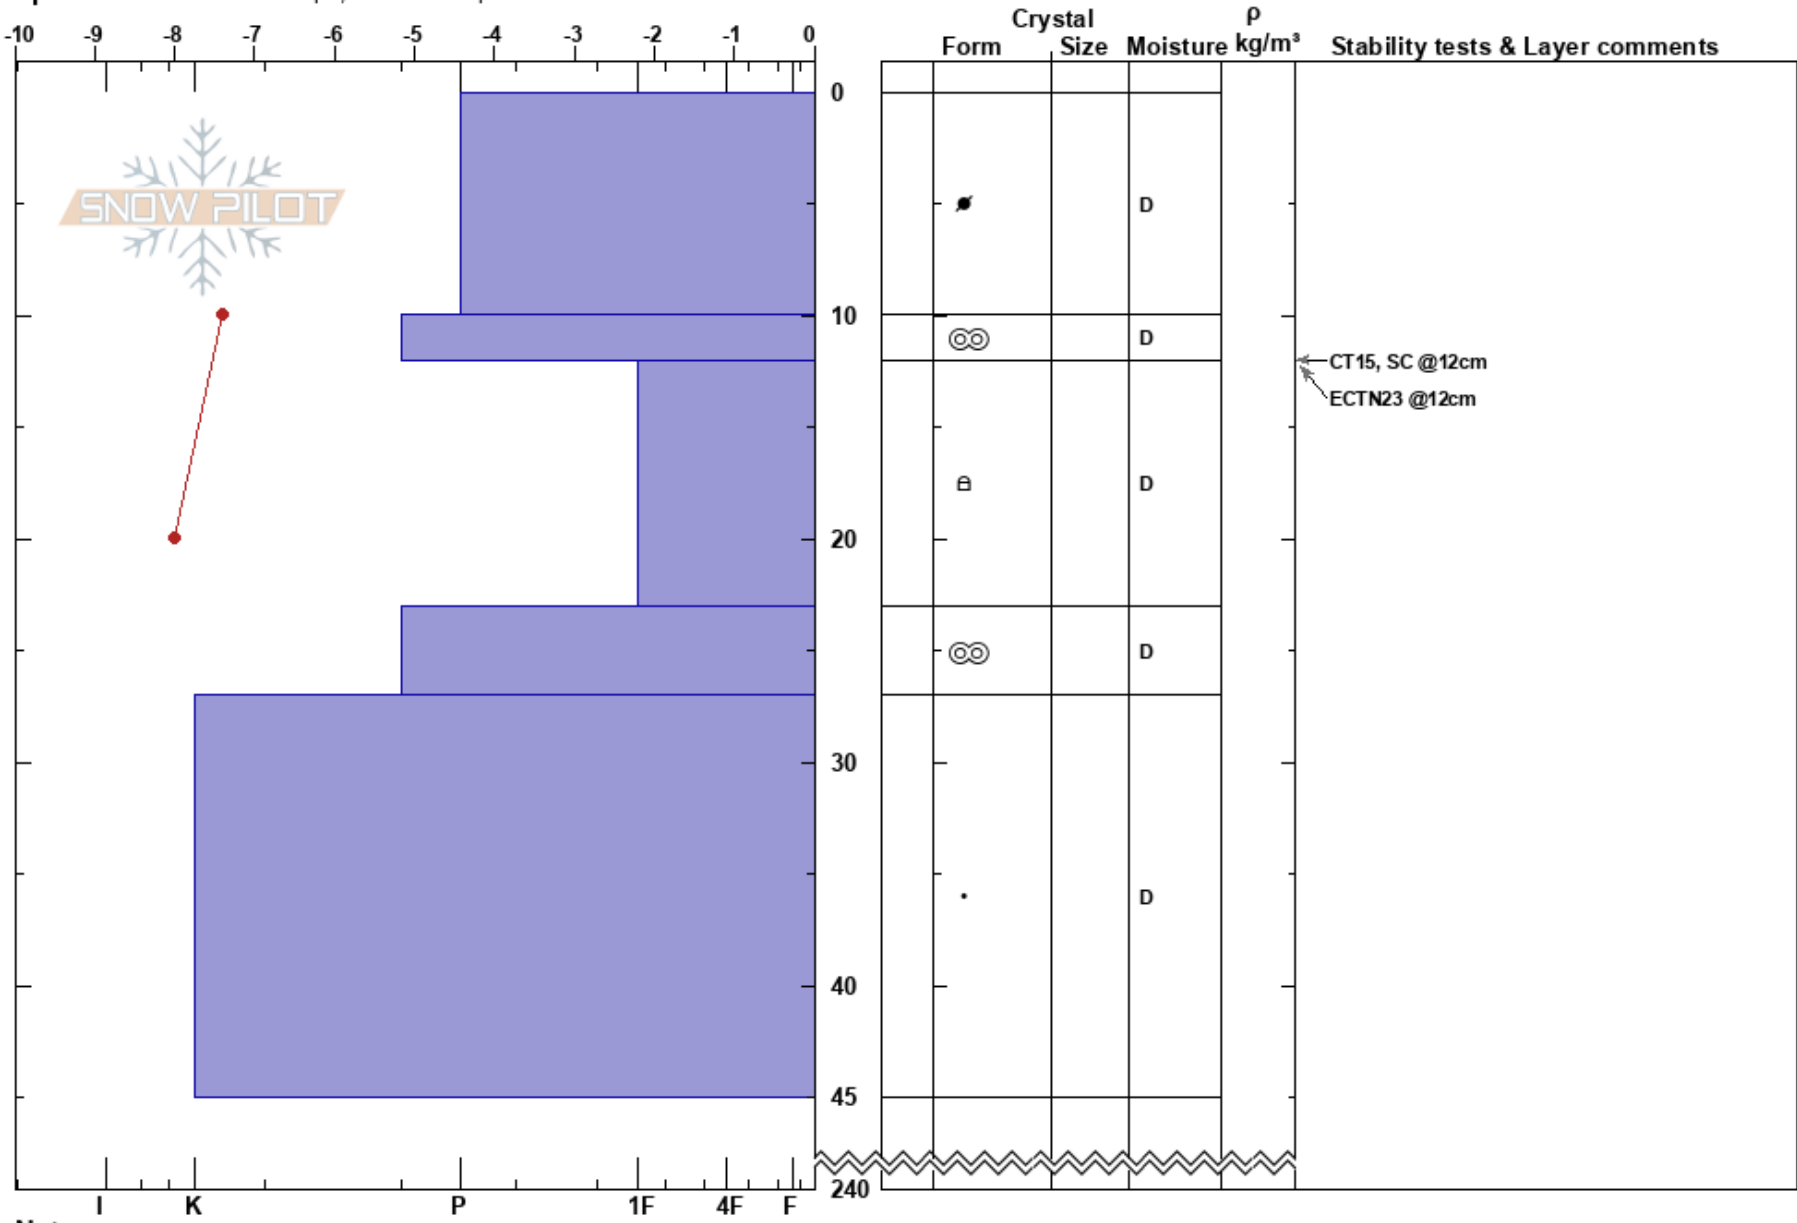 -10 -9 -8 -7 -6 -5 -4 -3 -2 -1 0
Crystal
ρ
Form Size Moisture kg/m³ Stability tests & Layer comments
0
SNOW PILOT
D
10
D
CT15, SC @12cm
ECTN23 @12cm
D
20
D
30
D
40
45
240
I K P 1F 4F F